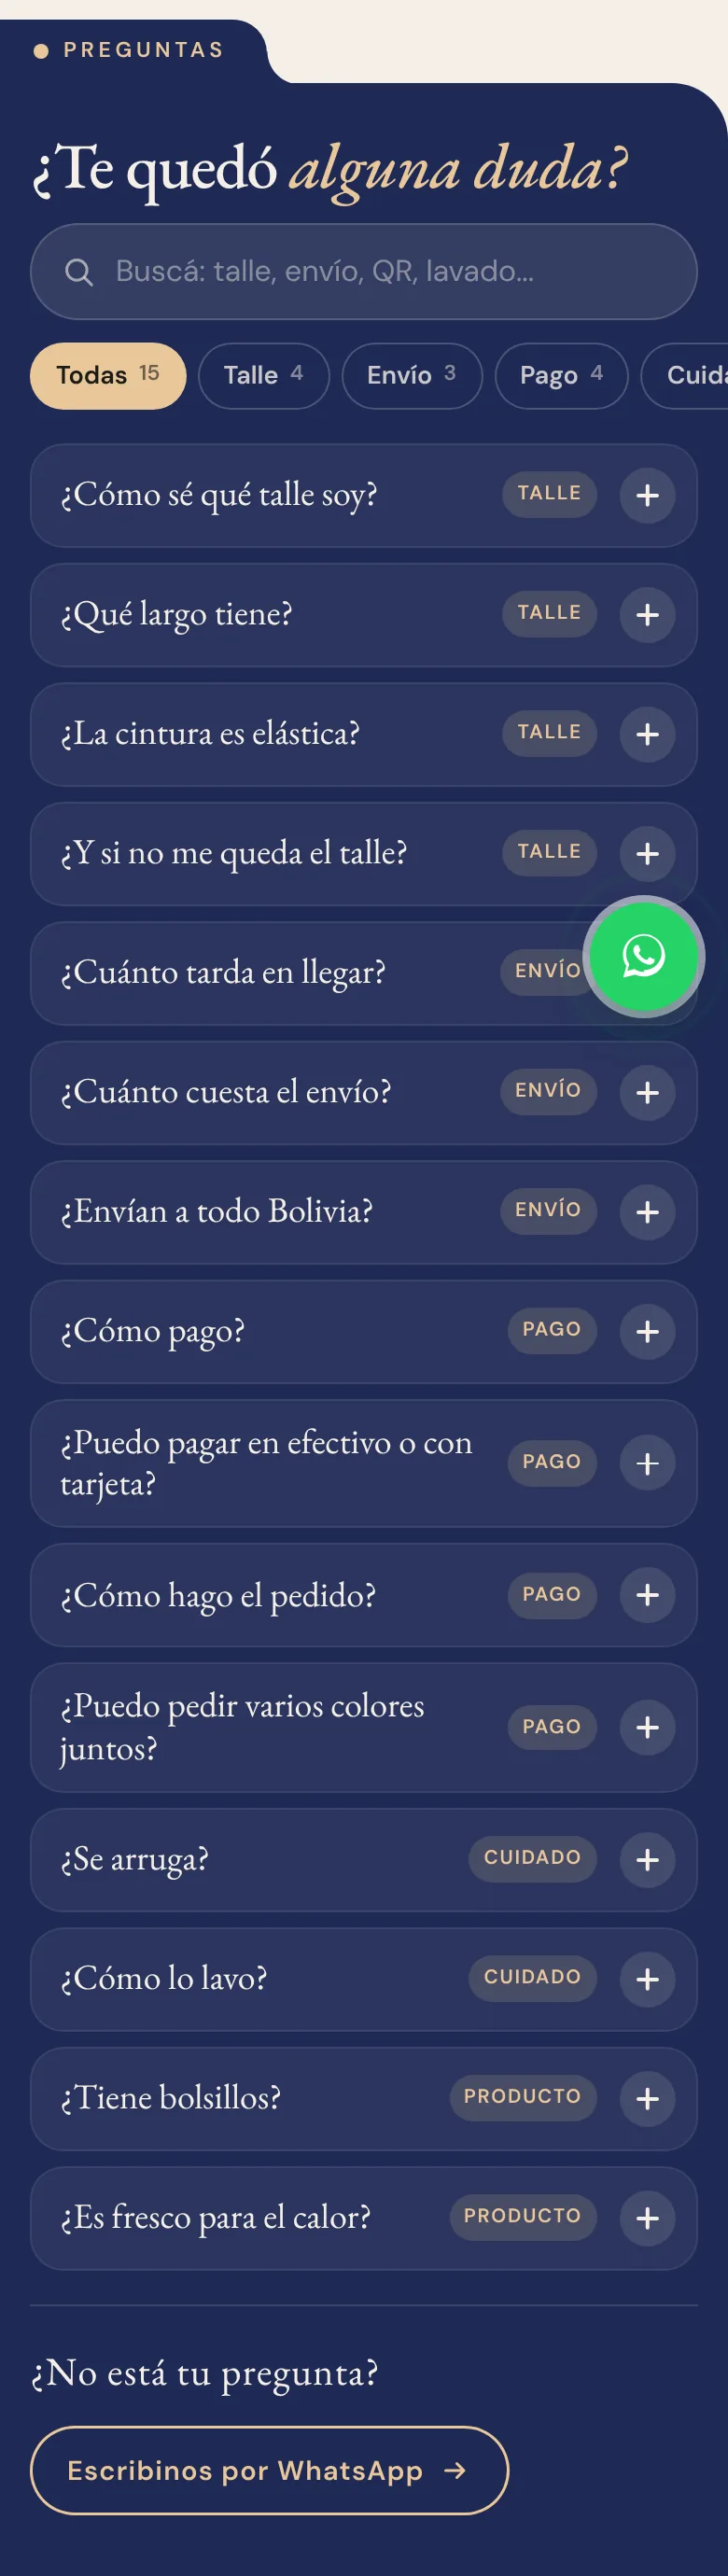 PREGUNTAS
¿Te quedó alguna duda?
Buscá: talle, envío, QR, lavado...
Todas 15 Talle 4 Envío 3 Pago 4 Cuida
¿Cómo sé qué talle soy? TALLE
¿Qué largo tiene? TALLE
¿La cintura es elástica? TALLE
¿Y si no me queda el talle? TALLE
¿Cuánto tarda en llegar? ENVÍO
¿Cuánto cuesta el envío? ENVÍO
¿Envían a todo Bolivia? ENVÍO
¿Cómo pago? PAGO
¿Puedo pagar en efectivo o con
tarjeta? PAGO
¿Cómo hago el pedido? PAGO
¿Puedo pedir varios colores
juntos? PAGO
¿Se arruga? CUIDADO
¿Cómo lo lavo? CUIDADO
¿Tiene bolsillos? PRODUCTO
¿Es fresco para el calor? PRODUCTO
¿No está tu pregunta?
Escribinos por WhatsApp →